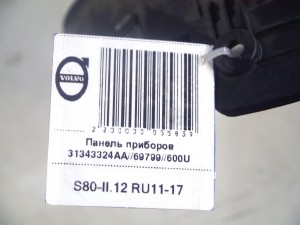 VOLVO
Панель приборов
31343324AA//69799//600U
S80-II.12 RU11-17